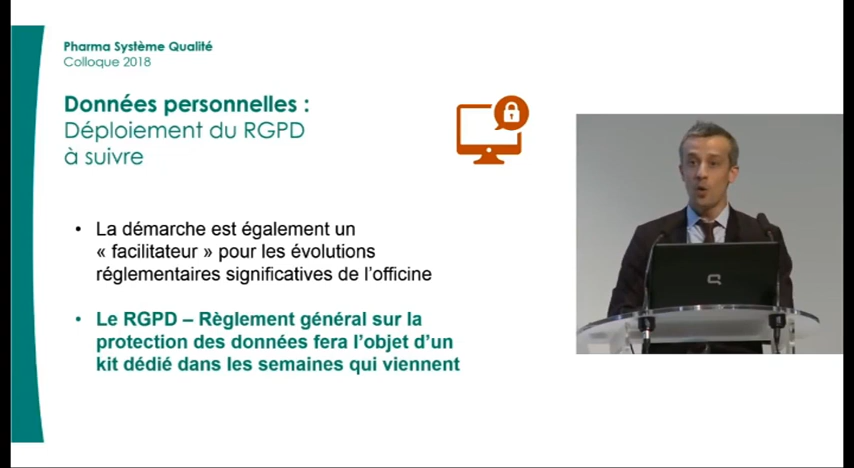 Pharma Système Qualité
Colloque 2018
Données personnelles :
Déploiement du RGPD
à suivre
• La démarche est également un
« facilitateur » pour les évolutions
réglementaires significatives de l'officine
• Le RGPD – Règlement général sur la
protection des données fera l'objet d'un
kit dédié dans les semaines qui viennent